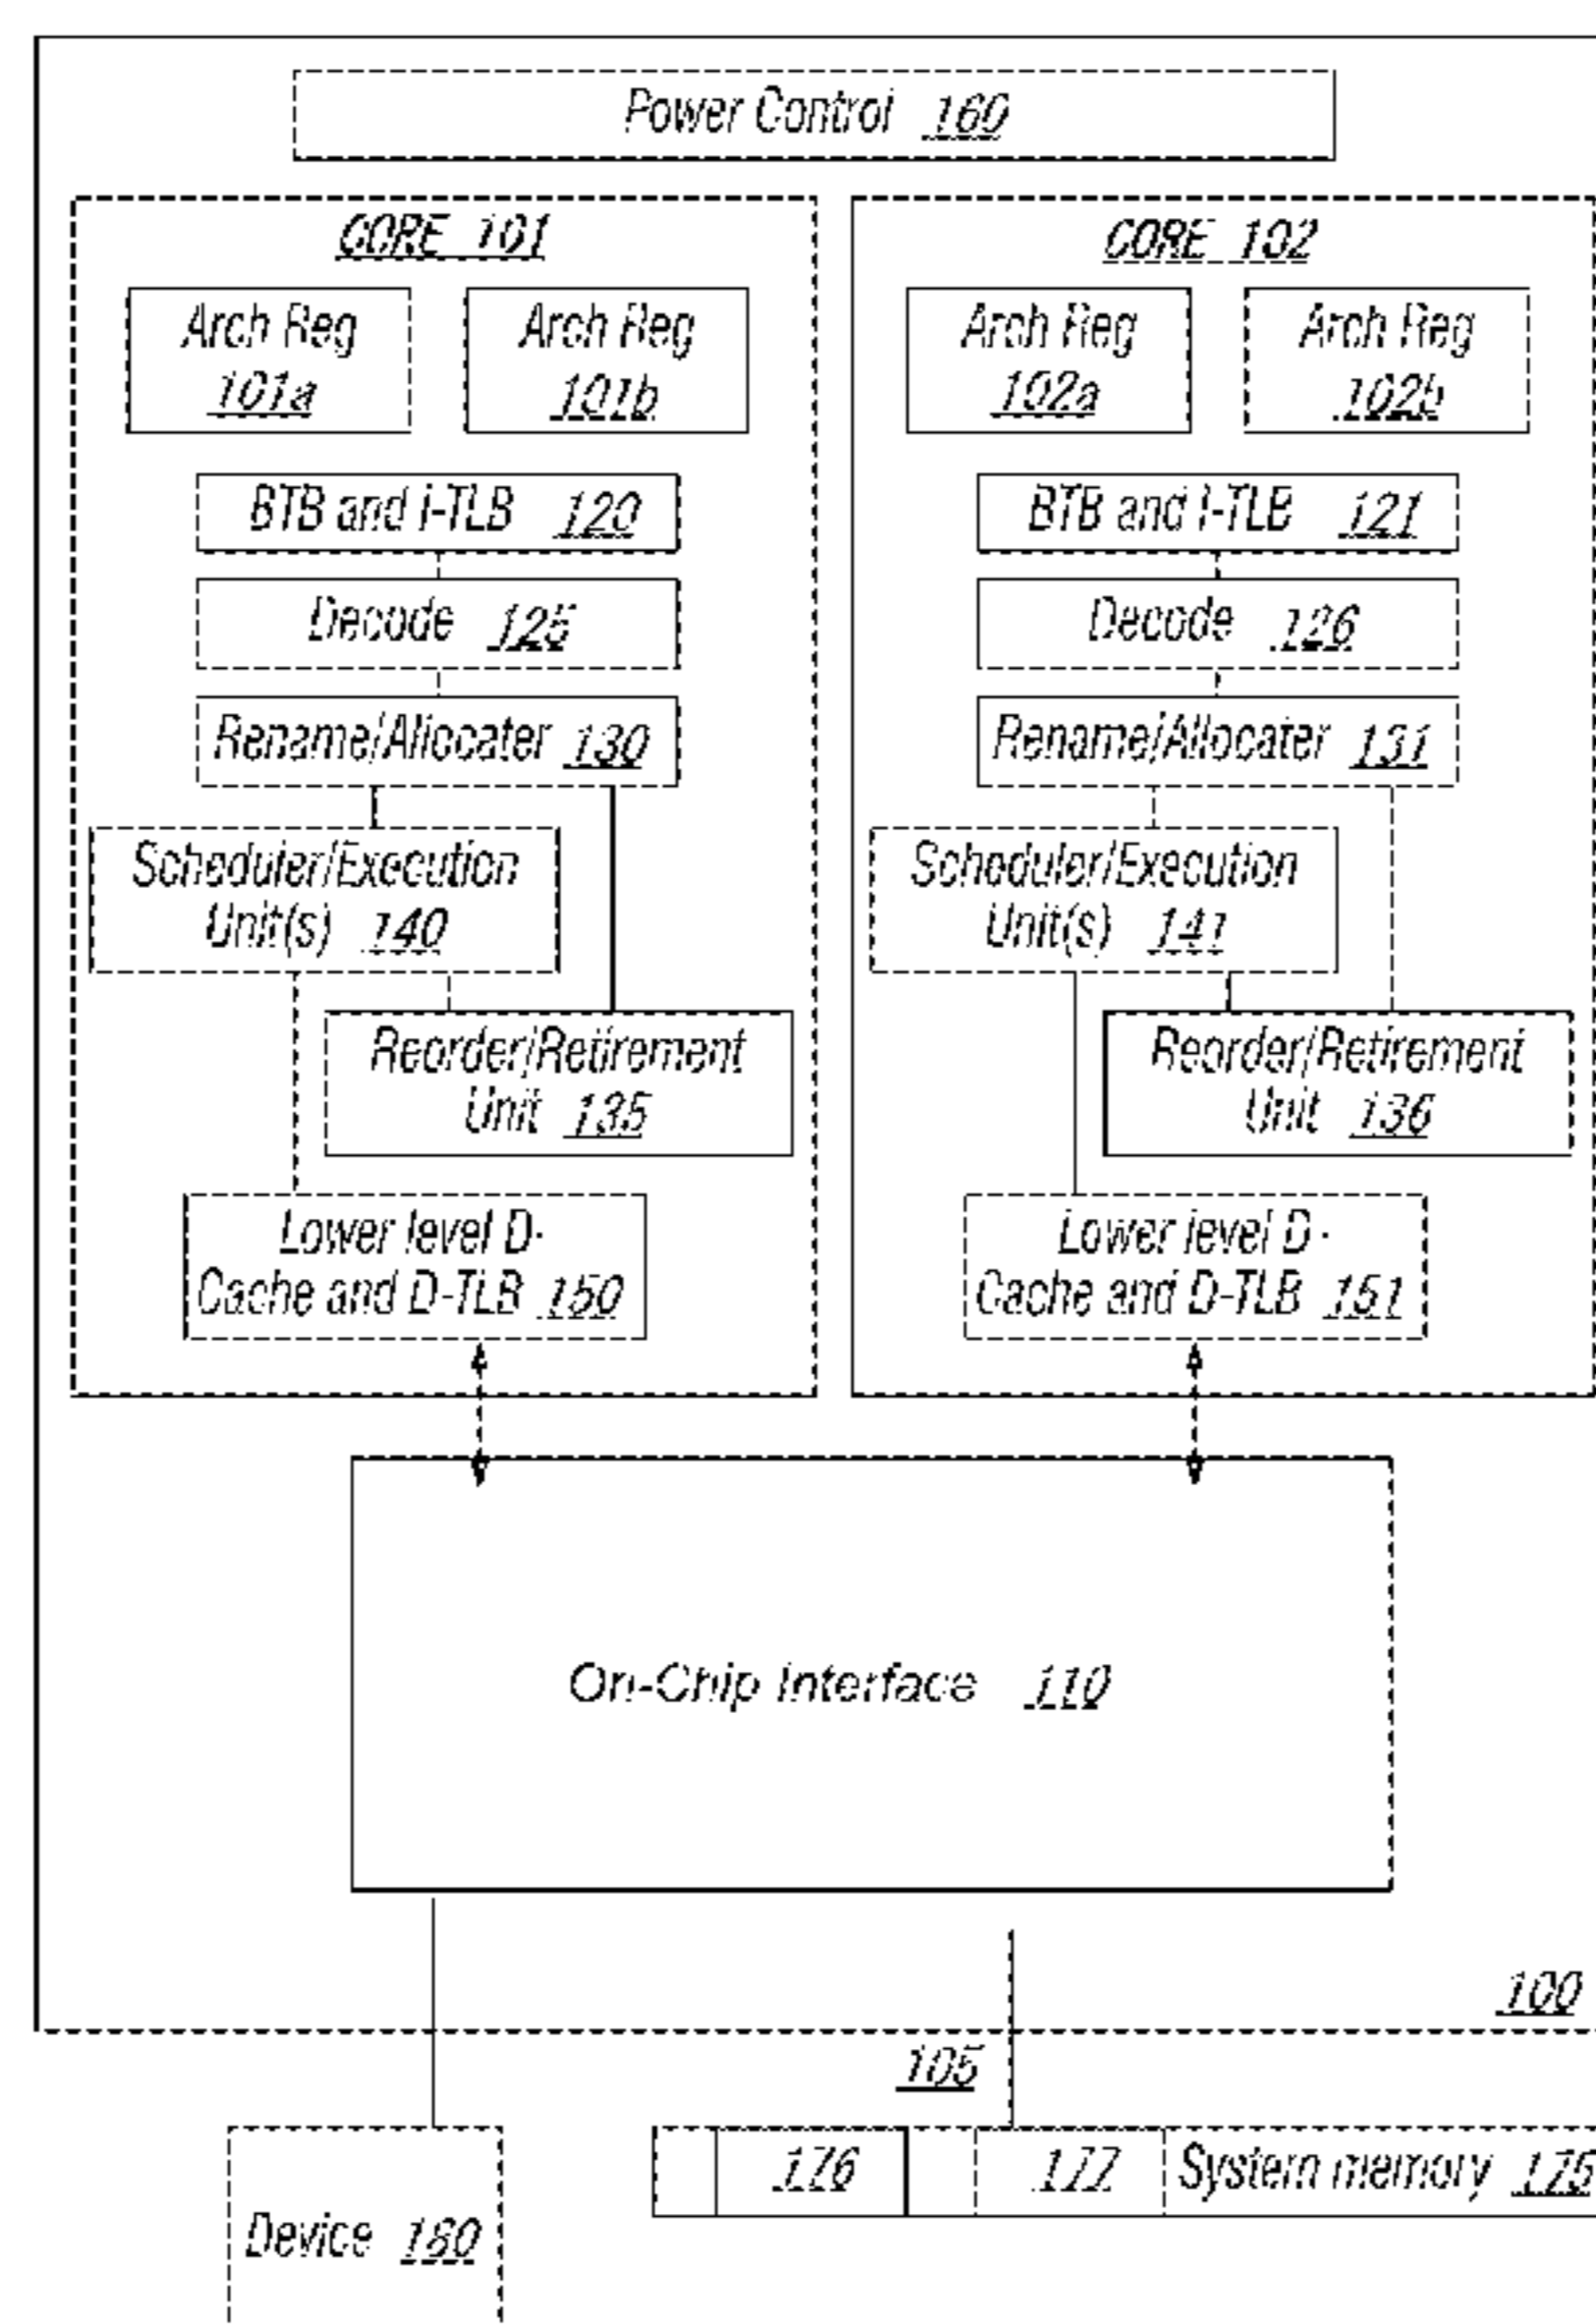 Power Control 160
CORE 101
Arch Reg
101a
Arch Reg
101b
BTB and I-TLB 120
Decode 125
Rename/Allocater 130
Scheduler/Execution
Unit(s) 140
Reorder/Retirement
Unit 135
Lower level D-
Cache and D-TLB 150
CORE 102
Arch Reg
102a
Arch Reg
102b
BTB and I-TLB 121
Decode 126
Rename/Allocater 131
Scheduler/Execution
Unit(s) 141
Reorder/Retirement
Unit 136
Lower level D-
Cache and D-TLB 151
On-Chip Interface 110
100
105
176
177
System memory 175
Device 180